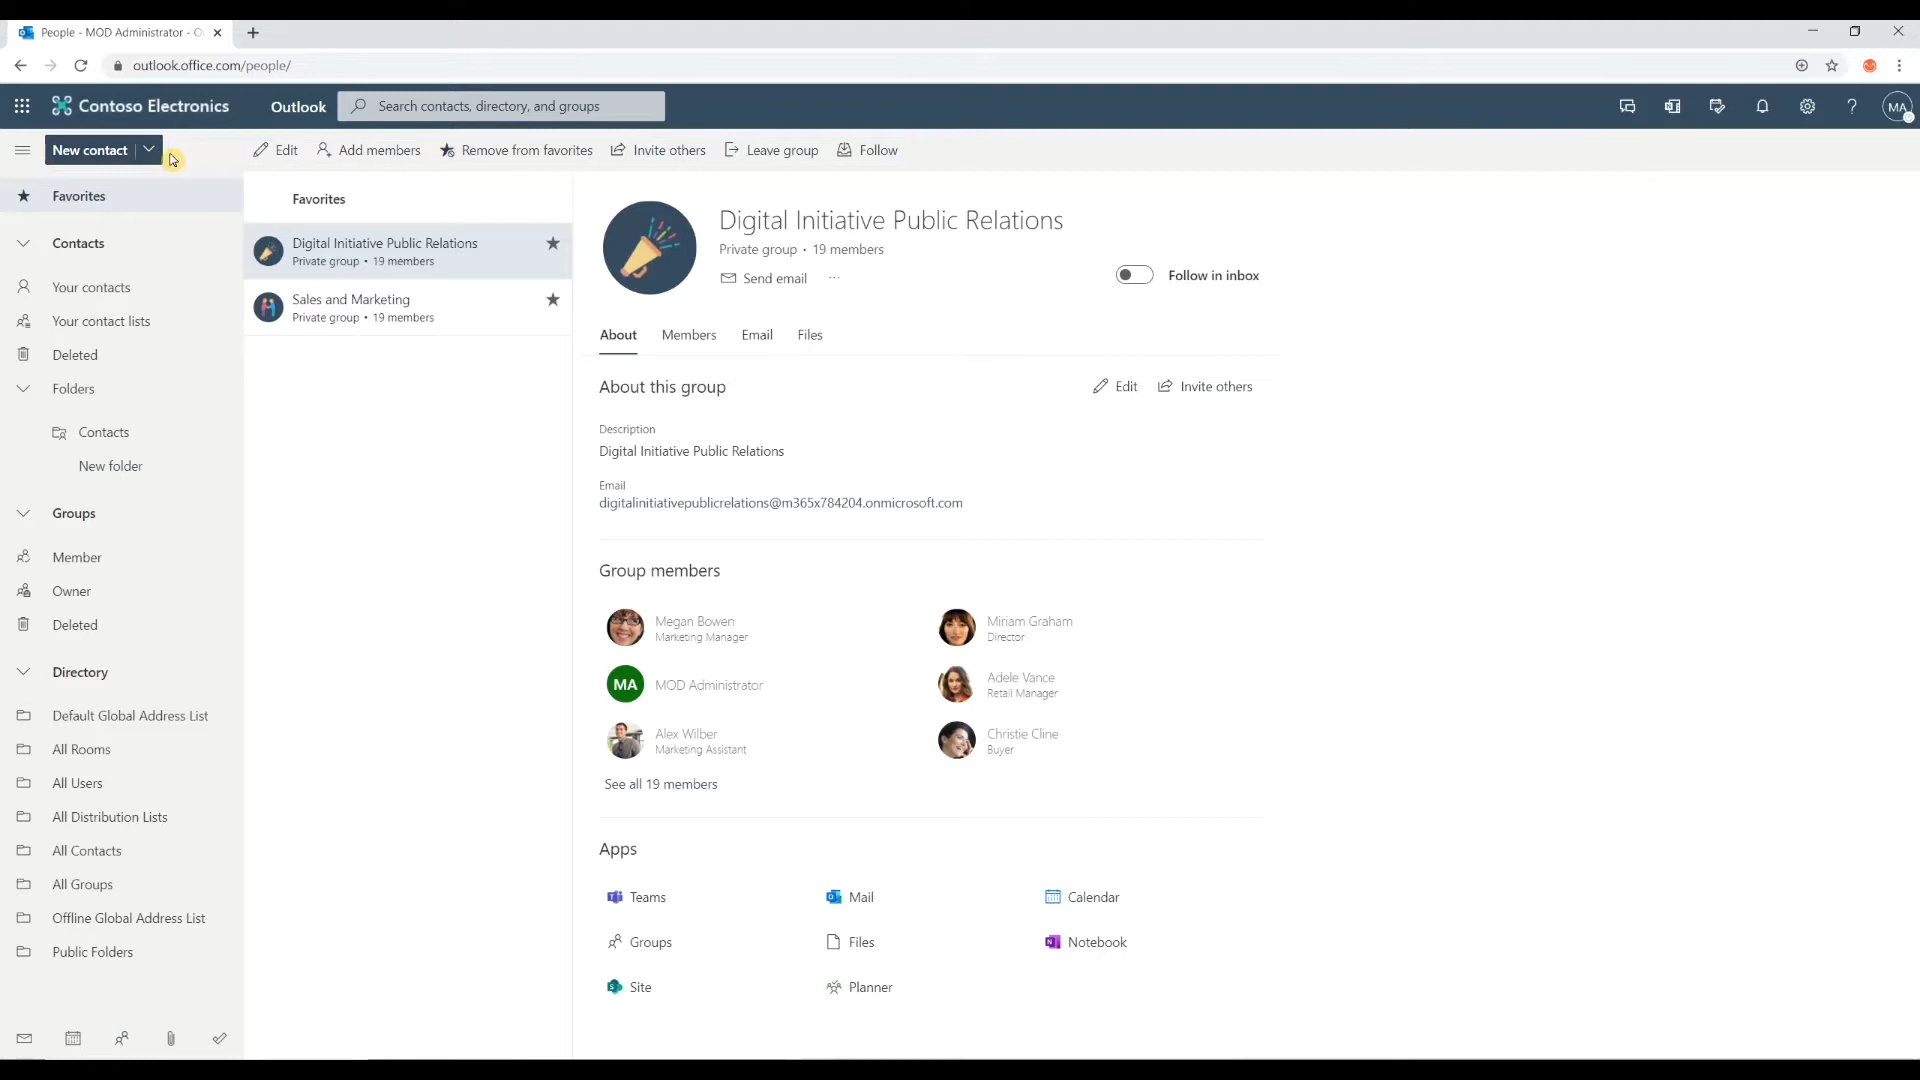 People - MOD Administrator - O
outlook.office.com/people/
Contoso Electronics
Outlook
Search contacts, directory, and groups
MA
New contact
Edit
Add members
Remove from favorites
Invite others
Leave group
Follow
Favorites
Contacts
Your contacts
Your contact lists
Deleted
Folders
Contacts
New folder
Groups
Member
Owner
Deleted
Directory
Default Global Address List
All Rooms
All Users
All Distribution Lists
All Contacts
All Groups
Offline Global Address List
Public Folders
Favorites
Digital Initiative Public Relations
Private group • 19 members
Sales and Marketing
Private group • 19 members
Digital Initiative Public Relations
Private group • 19 members
Send email
Follow in inbox
About
Members
Email
Files
About this group
Edit
Invite others
Description
Digital Initiative Public Relations
Email
digitalinitiativepublicrelations@m365x784204.onmicrosoft.com
Group members
Megan Bowen
Marketing Manager
Miriam Graham
Director
MA
MOD Administrator
Adele Vance
Retail Manager
Alex Wilber
Marketing Assistant
Christie Cline
Buyer
See all 19 members
Apps
Teams
Mail
Calendar
Groups
Files
Notebook
Site
Planner